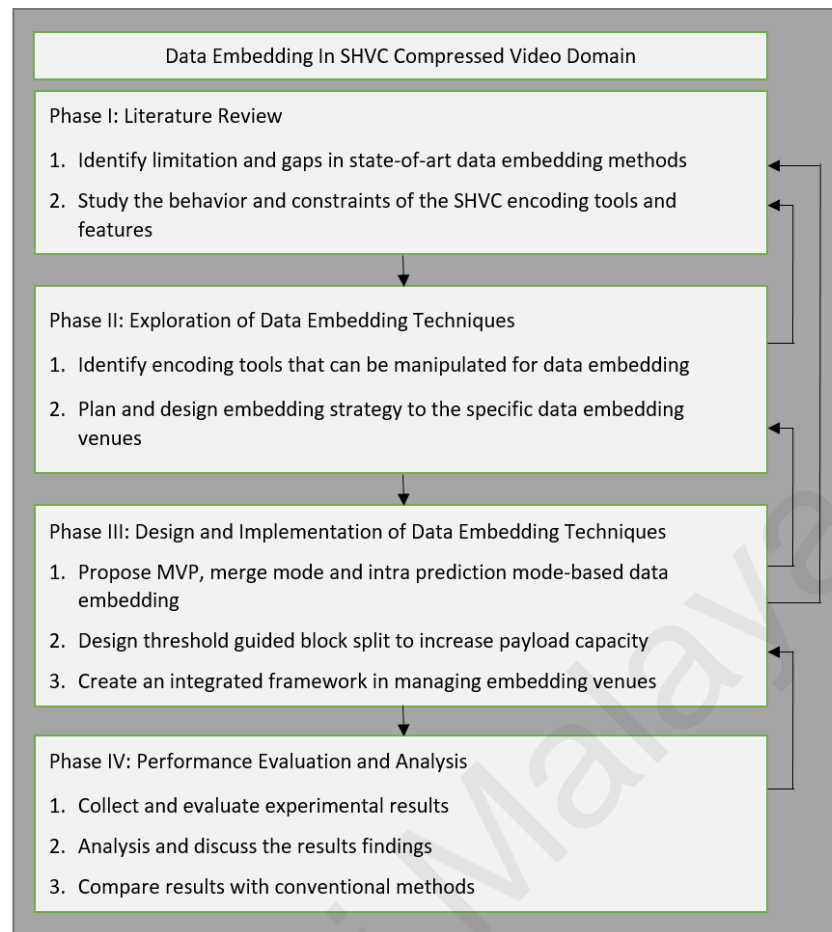 Data Embedding In SHVC Compressed Video Domain
Phase I: Literature Review
1. Identify limitation and gaps in state-of-art data embedding methods
2. Study the behavior and constraints of the SHVC encoding tools and
features
Phase II: Exploration of Data Embedding Techniques
1. Identify encoding tools that can be manipulated for data embedding
2. Plan and design embedding strategy to the specific data embedding
venues
Phase III: Design and Implementation of Data Embedding Techniques
1. Propose MVP, merge mode and intra prediction mode-based data
embedding
2. Design threshold guided block split to increase payload capacity
3. Create an integrated framework in managing embedding venues
Phase IV: Performance Evaluation and Analysis
1. Collect and evaluate experimental results
2. Analysis and discuss the results findings
3. Compare results with conventional methods
Malaya